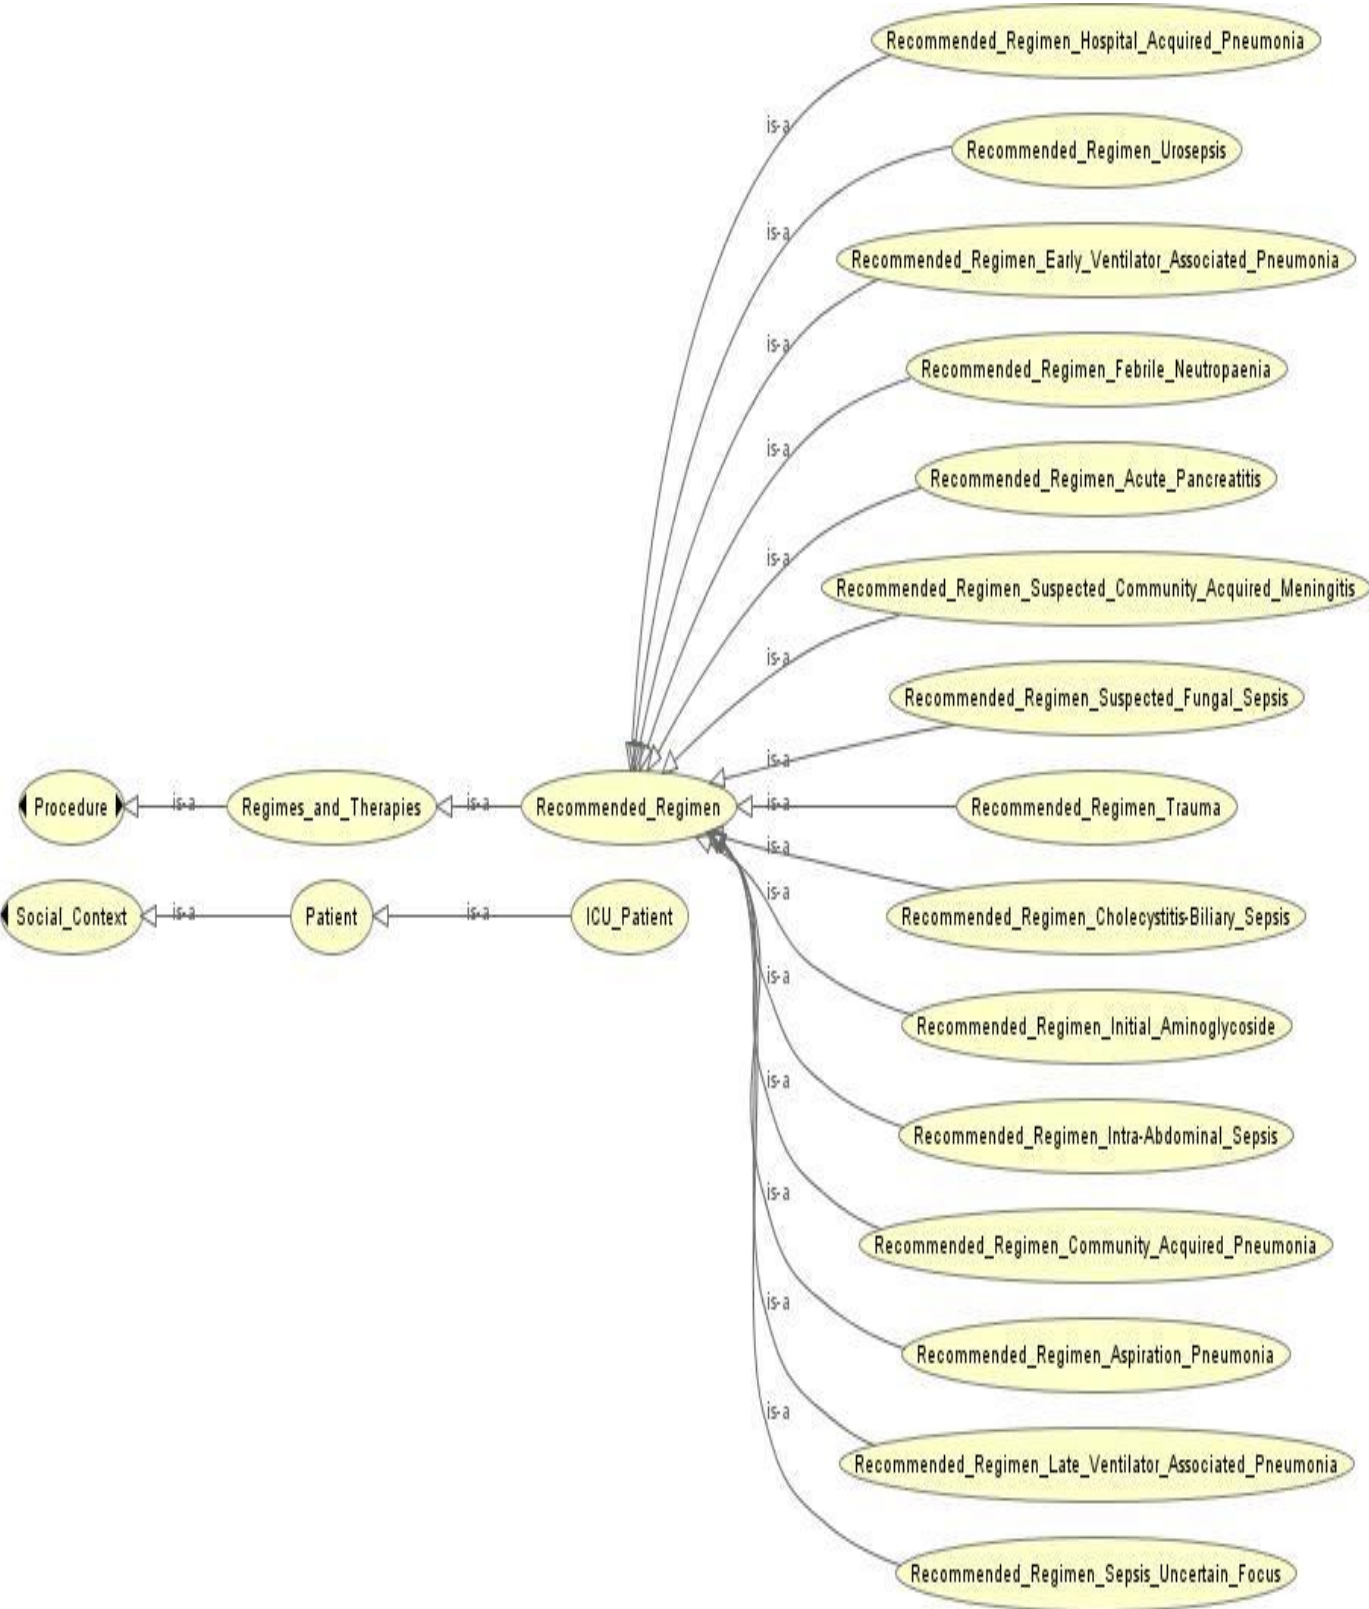 Recommended_Regimen_Hospital_Acquired_Pneumonia
is-a
Recommended_Regimen_Urosepsis
is-a
Recommended_Regimen_Early_Ventilator_Associated_Pneumonia
is-a
Recommended_Regimen_Febrile_Neutropaenia
is-a
Recommended_Regimen_Acute_Pancreatitis
is-a
Recommended_Regimen_Suspected_Community_Acquired_Meningitis
is-a
Recommended_Regimen_Suspected_Fungal_Sepsis
is-a
Procedure is-a Regimes_and_Therapies is-a Recommended_Regimen is-a Recommended_Regimen_Trauma
is-a
is-a
Social_Context is-a Patient is-a ICU_Patient Recommended_Regimen_Cholecystitis-Biliary_Sepsis
is-a
Recommended_Regimen_Initial_Aminoglycoside
is-a
Recommended_Regimen_Intra-Abdominal_Sepsis
is-a
Recommended_Regimen_Community_Acquired_Pneumonia
is-a
Recommended_Regimen_Aspiration_Pneumonia
is-a
Recommended_Regimen_Late_Ventilator_Associated_Pneumonia
Recommended_Regimen_Sepsis_Uncertain_Focus